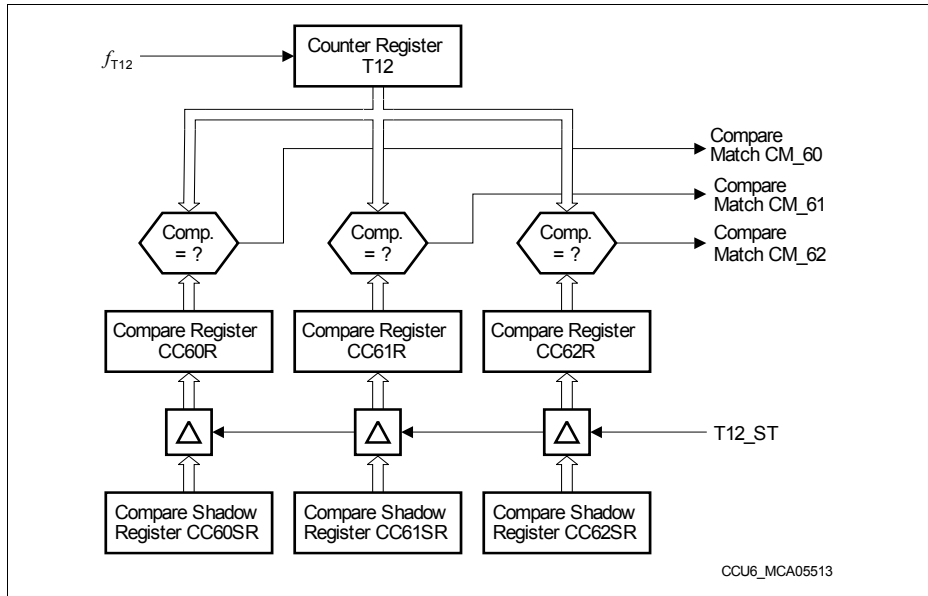 Counter Register
T12
fT12
Compare
Match CM_60
Compare
Match CM_61
Compare
Match CM_62
Comp.
= ?
Comp.
= ?
Comp.
= ?
Compare Register
CC60R
Compare Register
CC61R
Compare Register
CC62R
T12_ST
Compare Shadow
Register CC60SR
Compare Shadow
Register CC61SR
Compare Shadow
Register CC62SR
CCU6_MCA05513